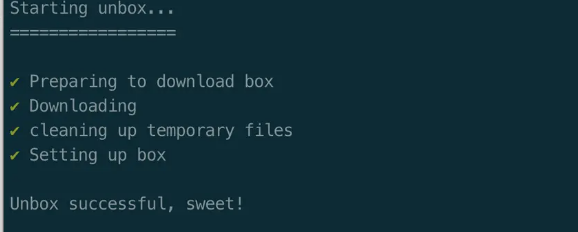 Starting unbox...
=================
✔ Preparing to download box
✔ Downloading
✔ cleaning up temporary files
✔ Setting up box
Unbox successful, sweet!